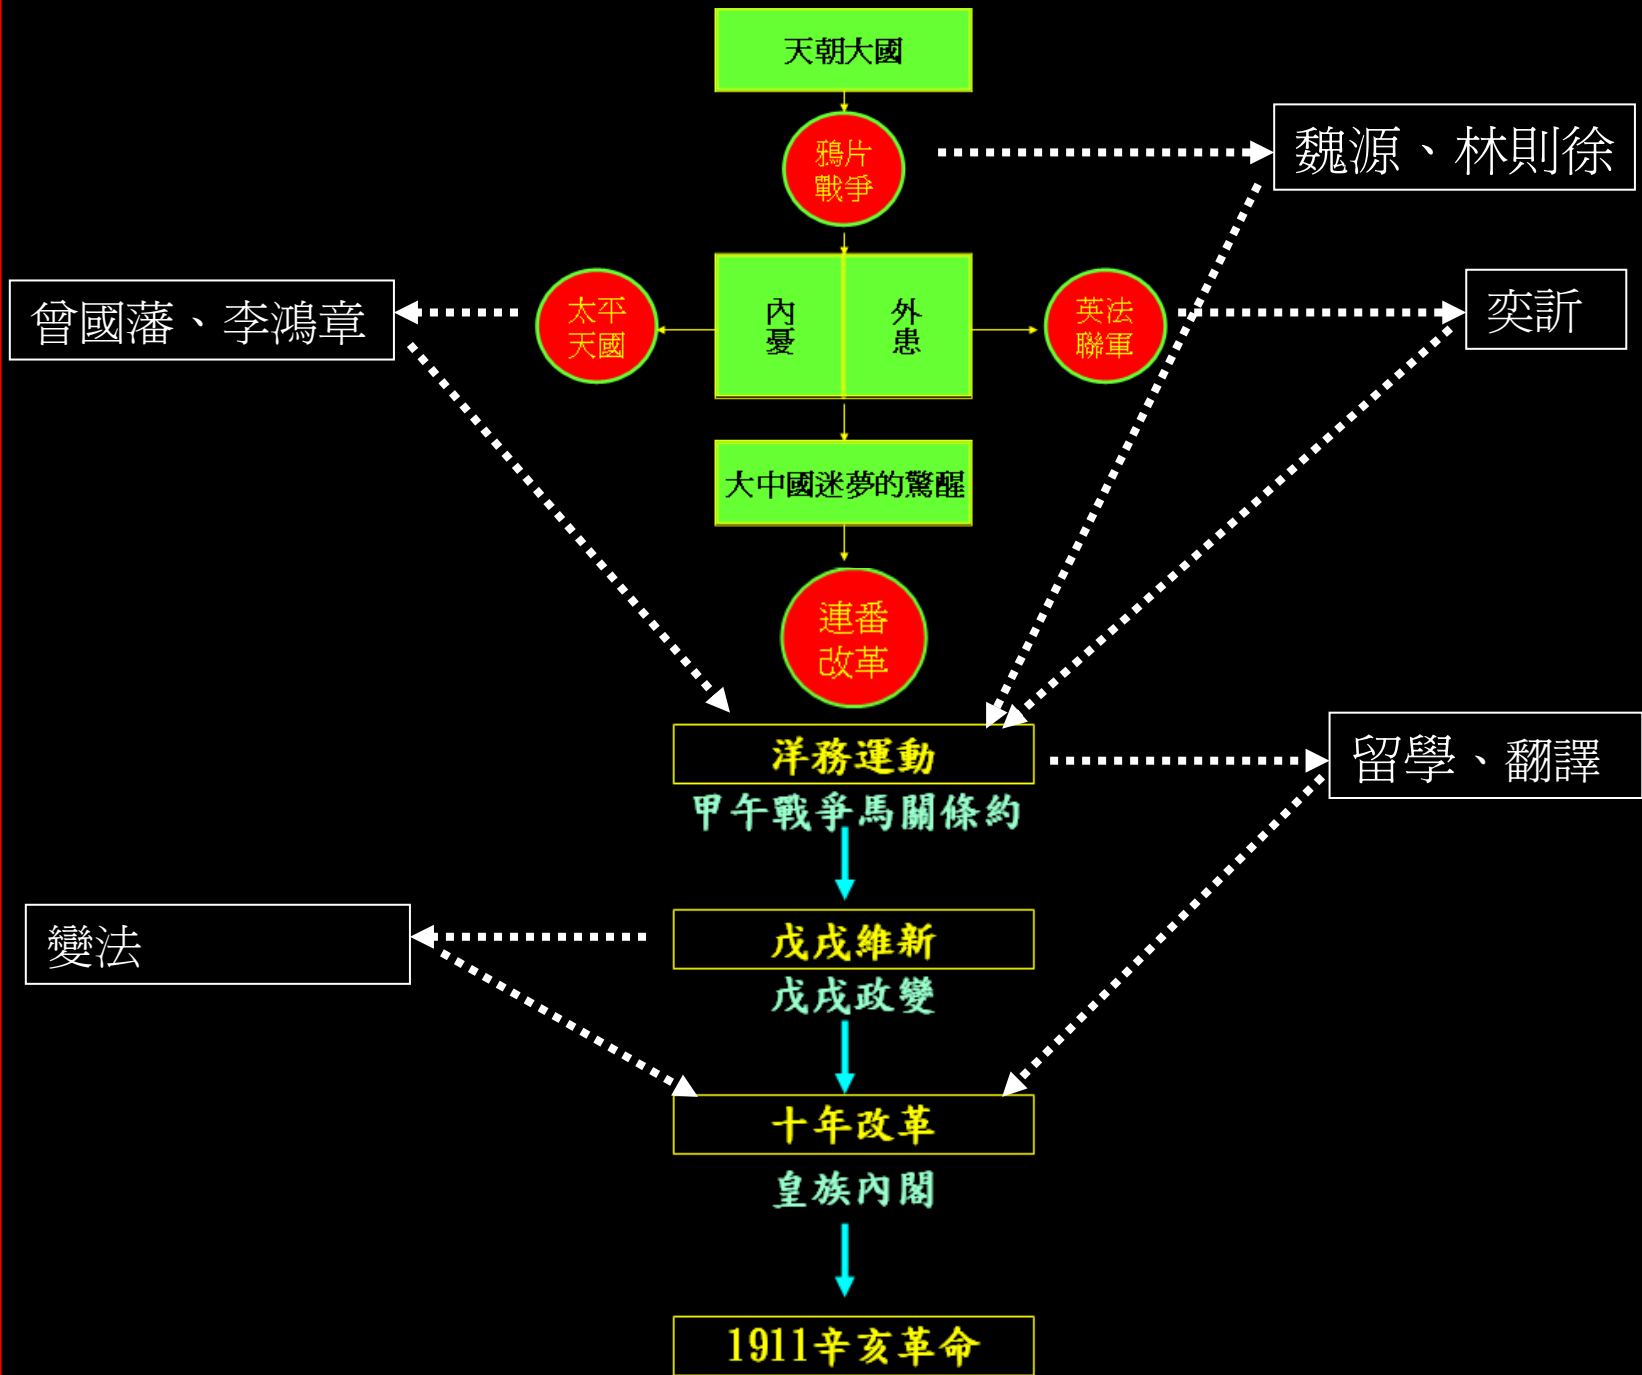 天朝大國
鴉片
戰爭
魏源、林則徐
曾國藩、李鴻章
太平
天國
內憂
外患
英法
聯軍
奕訢
大中國迷夢的驚醒
連番
改革
洋務運動
留學、翻譯
甲午戰爭馬關條約
變法
戊戌維新
戊戌政變
十年改革
皇族內閣
1911辛亥革命